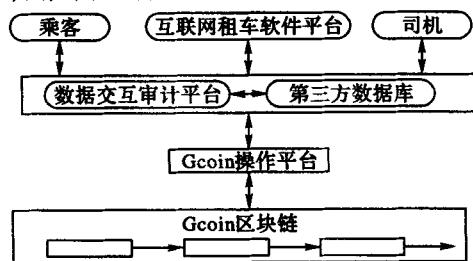 乘客
互联网租车软件平台
司机
数据交互审计平台
第三方数据库
Gcoin操作平台
Gcoin区块链